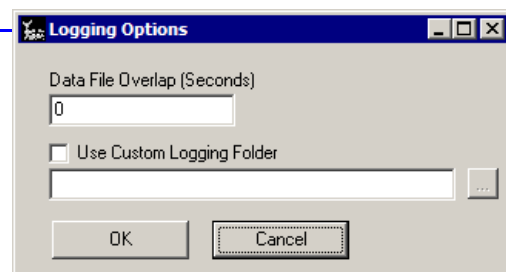 Logging Options
Data File Overlap (Seconds)
0
Use Custom Logging Folder
...
OK Cancel